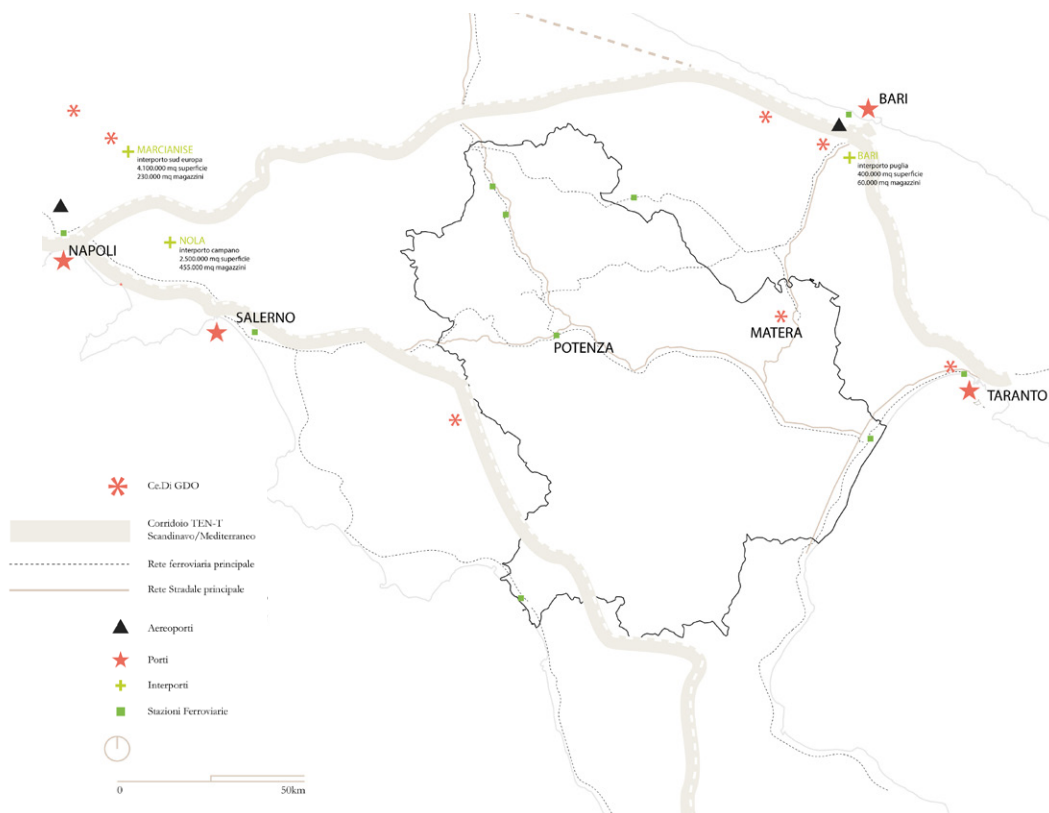 BARI
MARCIANISE
interporto sud europa
4.100.000 mq superficie
230.000 mq magazzini
BARI
interporto puglia
400.000 mq superficie
60.000 mq magazzini
NAPOLI
NOLA
interporto campano
2.500.000 mq superficie
455.000 mq magazzini
SALERNO
POTENZA
MATERA
TARANTO
Ce.Di GDO
Corridoio TEN-T
Scandinavo/Mediterraneo
Rete ferroviaria principale
Rete Stradale principale
Aereoporti
Porti
Interporti
Stazioni Ferroviarie
0
50km